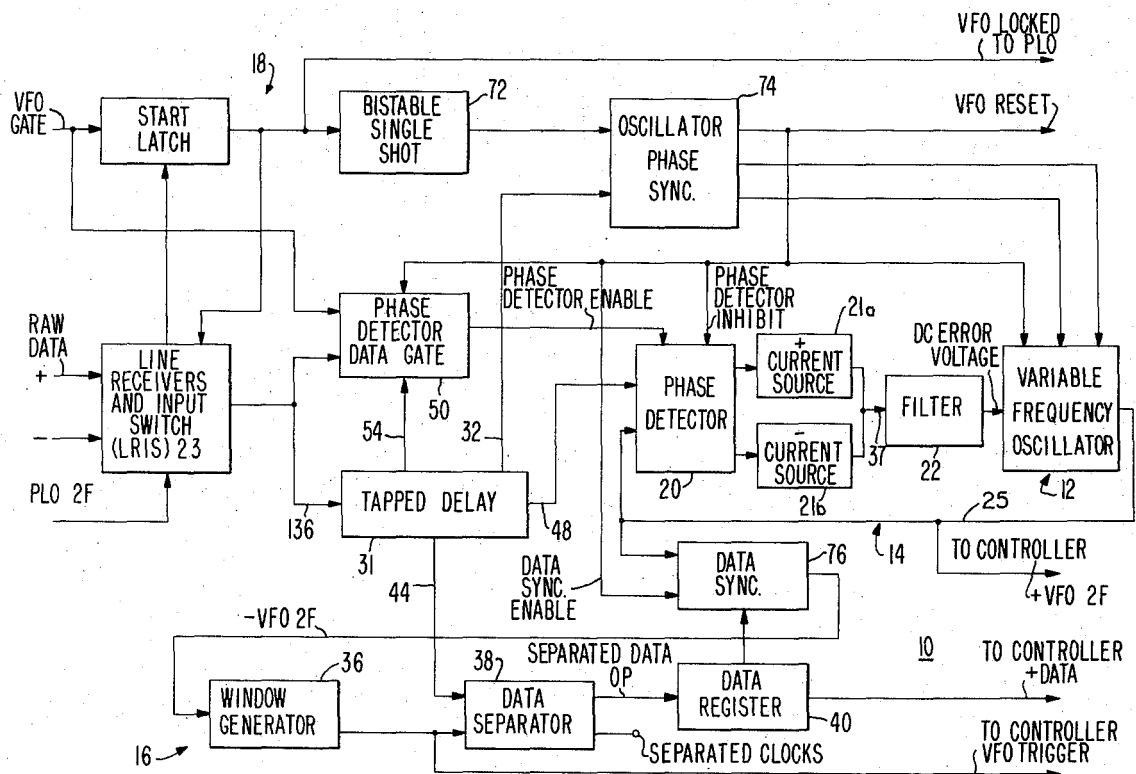 VFO LOCKED
TO PLO
18
72
74
VFO
GATE
START
LATCH
BISTABLE
SINGLE
SHOT
OSCILLATOR
PHASE
SYNC.
VFO RESET
PHASE
DETECTOR ENABLE
PHASE
DETECTOR
INHIBIT
21a
RAW
DATA
+
-
LINE
RECEIVERS
AND INPUT
SWITCH
(LRIS) 23
PHASE
DETECTOR
DATA GATE
50
PHASE
DETECTOR
20
+
CURRENT
SOURCE
-
CURRENT
SOURCE
21b
DC ERROR
VOLTAGE
37
FILTER
22
VARIABLE
FREQUENCY
OSCILLATOR
12
54
32
PLO 2F
136
TAPPED DELAY
31
48
25
14
44
DATA
SYNC.
ENABLE
DATA
SYNC.
76
TO CONTROLLER
+VFO 2F
-VFO 2F
36
WINDOW
GENERATOR
16
38
DATA
SEPARATOR
SEPARATED DATA
OP
DATA
REGISTER
40
10
TO CONTROLLER
+DATA
SEPARATED CLOCKS
TO CONTROLLER
VFO TRIGGER